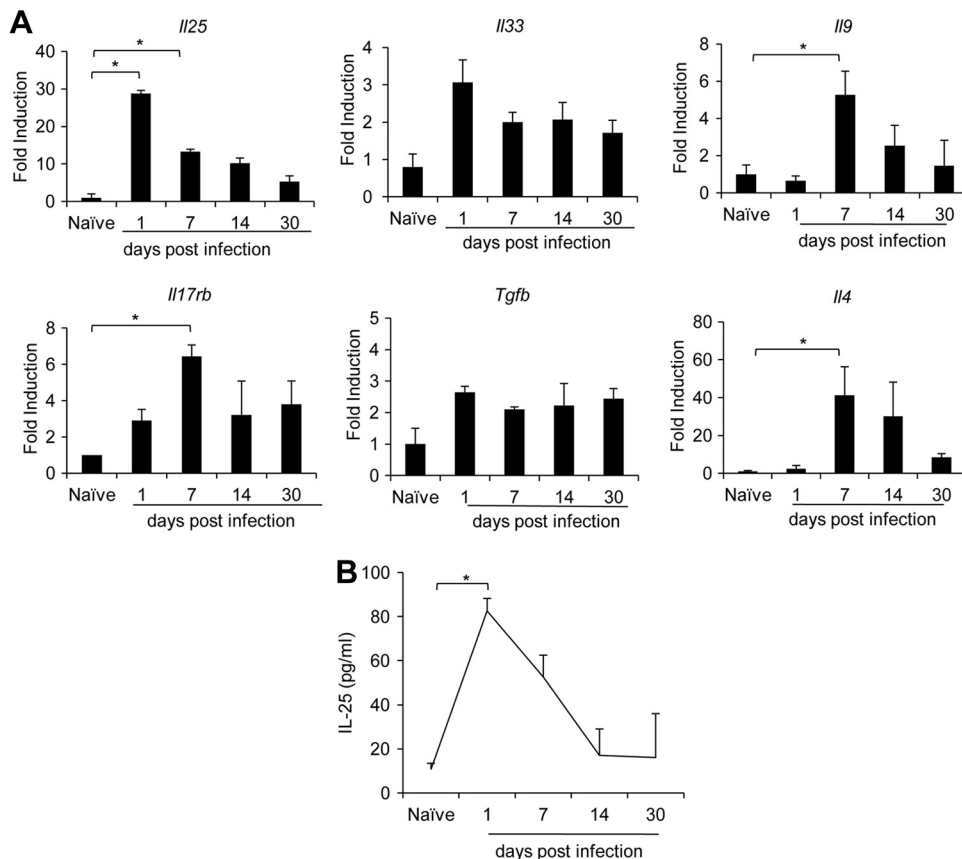 A
Il25
Fold Induction
40
30
20
10
0
*
*
Naïve 1 7 14 30
days post infection
Il33
Fold Induction
4
3
2
1
0
Naïve 1 7 14 30
days post infection
Il9
Fold Induction
8
6
4
2
0
*
Naïve 1 7 14 30
days post infection
Il17rb
Fold Induction
8
6
4
2
0
*
Naïve 1 7 14 30
days post infection
Tgfb
Fold Induction
5
4
3
2
1
0
Naïve 1 7 14 30
days post infection
Il4
Fold Induction
80
60
40
20
0
*
Naïve 1 7 14 30
days post infection
B
IL-25 (pg/ml)
100
80
60
40
20
0
*
Naïve 1 7 14 30
days post infection